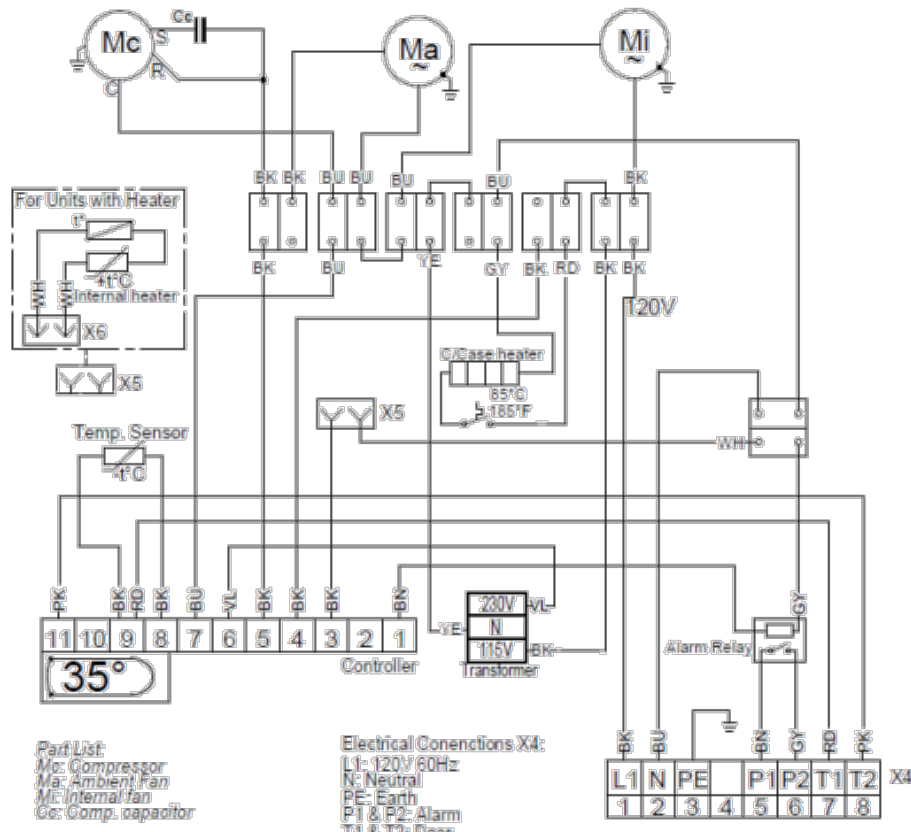 Cc
Mc S R C
Ma ~
Mi ~
BK BK BU BU BU BU BK
For Units with Heater
t°
+t°C
Internal heater
WH WH
X6
X5
BK BU YE GY BK RD BK BK
120V
C/Case heater
85°C
165°F
X5
WH
Temp. Sensor
-t°C
PK BK RD BK BU VL BK BK BK BN
11 10 9 8 7 6 5 4 3 2 1
Controller
35°
230V VL
YE N
115V BK
Transformer
GY
Alarm Relay
BK BU BN GY RD PK
L1 N PE P1 P2 T1 T2 X4
1 2 3 4 5 6 7 8
Part List:
Mc: Compressor
Ma: Ambient Fan
Mi: Internal fan
Cc: Comp. capacitor
Electrical Conenctions X4:
L1: 120V 60Hz
N: Neutral
PE: Earth
P1 & P2: Alarm
T1 & T2: Door